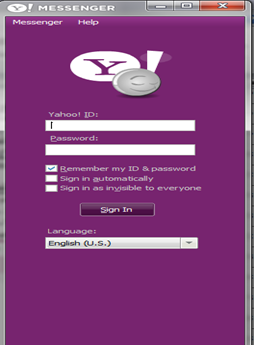 Y! MESSENGER
Messenger Help
Y!
Yahoo! ID:
Password:
Remember my ID & password
Sign in automatically
Sign in as invisible to everyone
Sign In
Language:
English (U.S.)